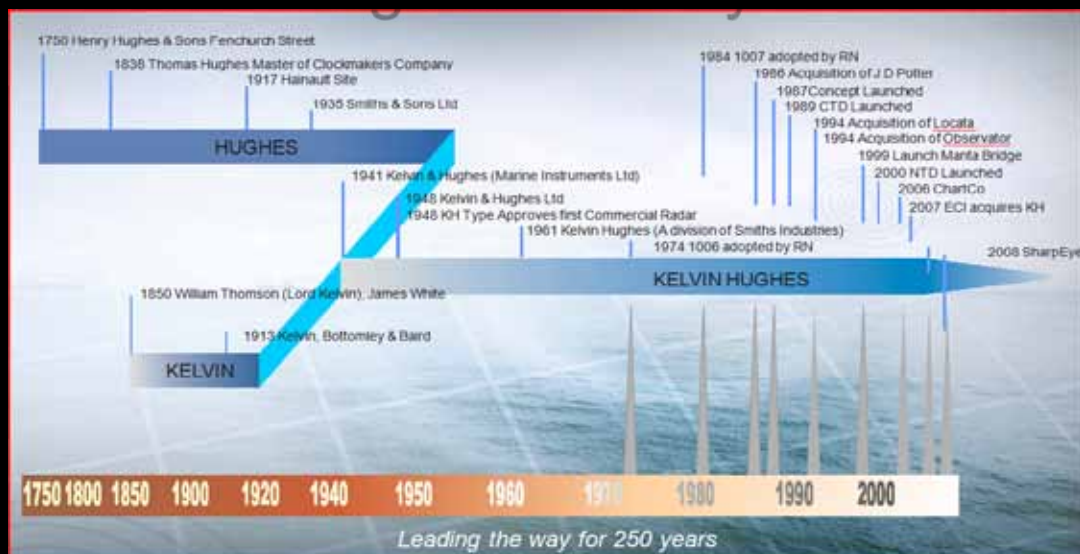 1750 Henry Hughes & Sons Fenchurch Street
1838 Thomas Hughes Master of Clockmakers Company
1917 Hainault Site
1935 Smiths & Sons Ltd
HUGHES
1984 1007 adopted by RN
1986 Acquisition of J D Potter
1987Concept Launched
1989 CTD Launched
1994 Acquisition of Locata
1994 Acquisition of Observator
1999 Launch Manta Bridge
2000 NTD Launched
2006 ChartCo
2007 ECI acquires KH
2008 SharpEye
1941 Kelvin & Hughes (Marine Instruments Ltd)
1948 Kelvin & Hughes Ltd
1948 KH Type Approves first Commercial Radar
1961 Kelvin Hughes (A division of Smiths Industries)
1974 1006 adopted by RN
KELVIN HUGHES
1850 William Thomson (Lord Kelvin), James White
1913 Kelvin, Bottomley & Baird
KELVIN
1750 1800 1850 1900 1920 1940 1950 1960 1970 1980 1990 2000
Leading the way for 250 years